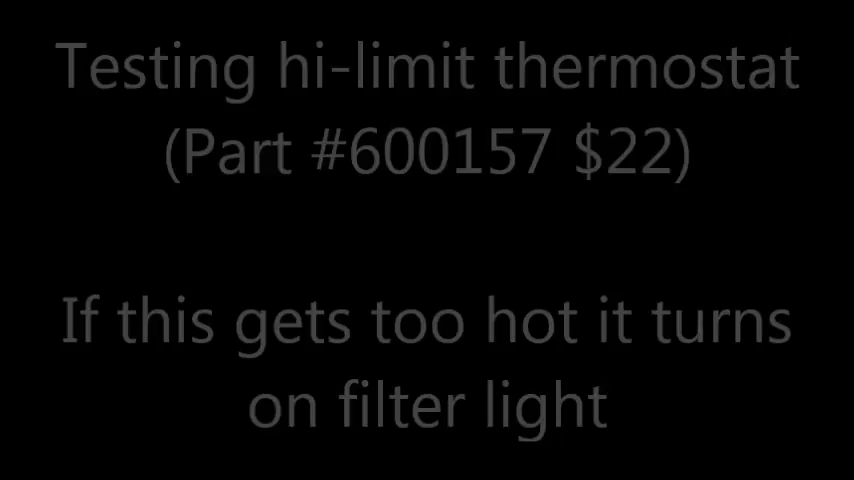 Testing hi-limit thermostat
(Part #600157 $22)
If this gets too hot it turns
on filter light